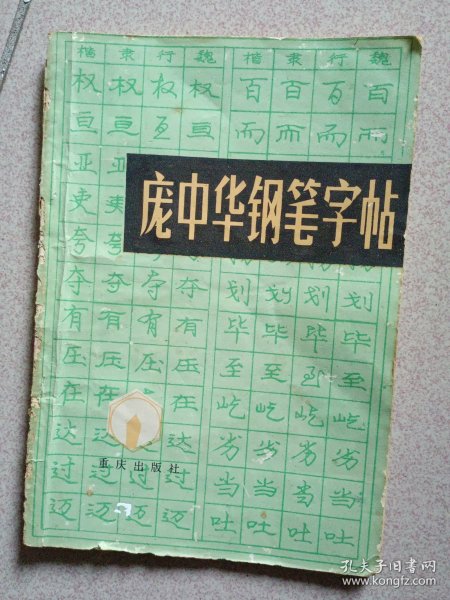 楷 隶 行 魏 楷 隶 行 魏
权 权 权 权 百 百 百 百
亘 亘 亘 亘 而 而 而 而
亚 亚
庞中华钢笔字帖
夸 夸 夸 夸
夺 夺 夺 夺 划 划 划 划
有 有 有 有 毕 毕 毕 毕
压 压 压 压 至 至 至 至
在 在 在 屹 屹 屹 屹
达 达 达 劣 劣 劣 劣
重庆出版社
过 过 过 过 当 当 当 当
迈 迈 迈 迈 吐 吐 吐 吐
孔夫子旧书网
www.kongfz.com